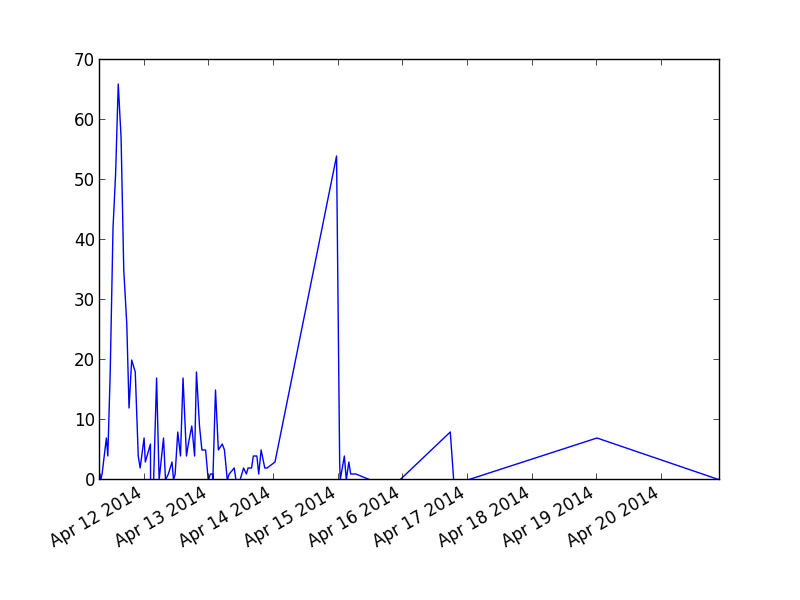 70
60
50
40
30
20
10
0
Apr 12 2014
Apr 13 2014
Apr 14 2014
Apr 15 2014
Apr 16 2014
Apr 17 2014
Apr 18 2014
Apr 19 2014
Apr 20 2014